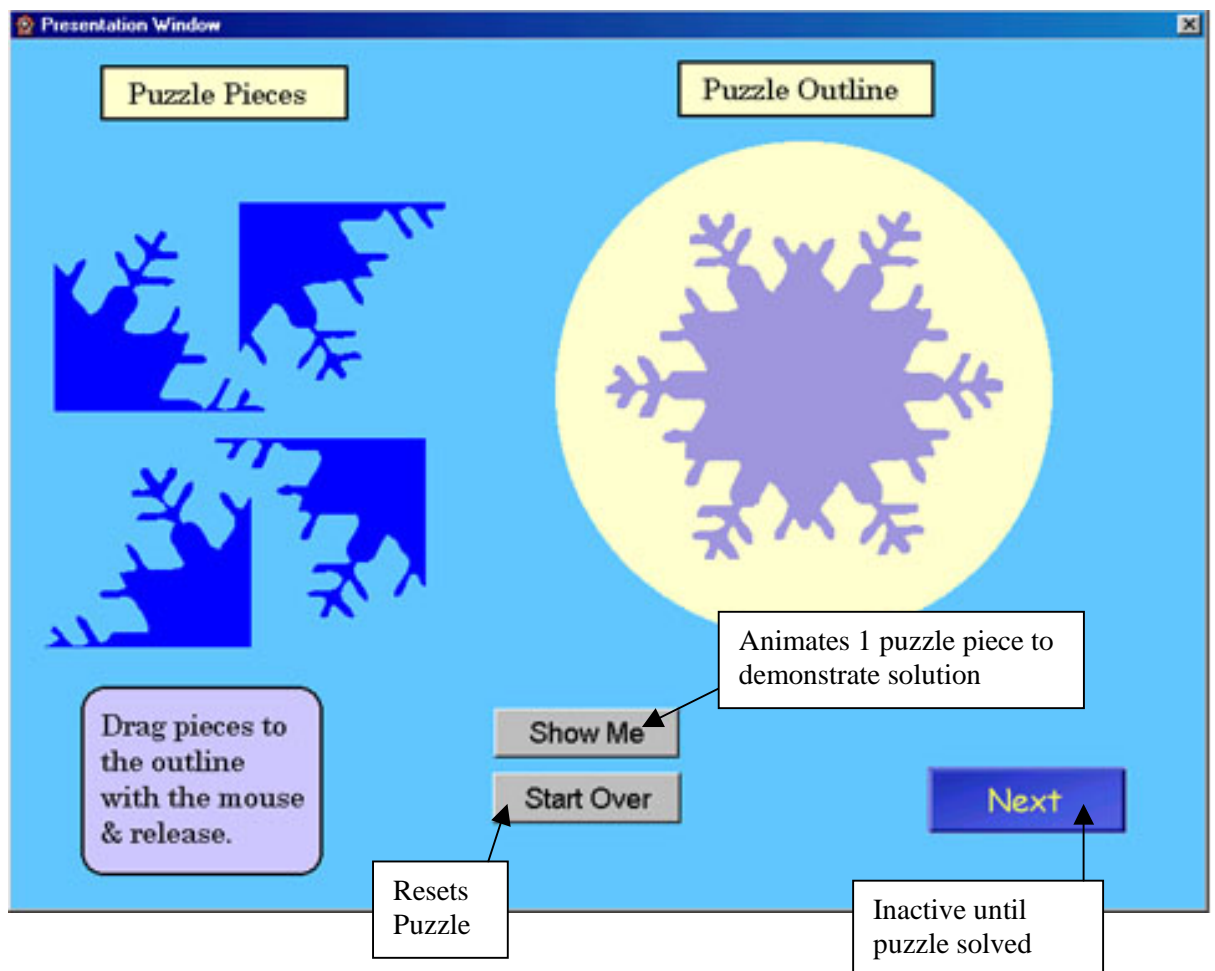 Presentation Window
Puzzle Pieces
Puzzle Outline
Animates 1 puzzle piece to
demonstrate solution
Drag pieces to
the outline
with the mouse
& release.
Show Me
Start Over
Next
Resets
Puzzle
Inactive until
puzzle solved